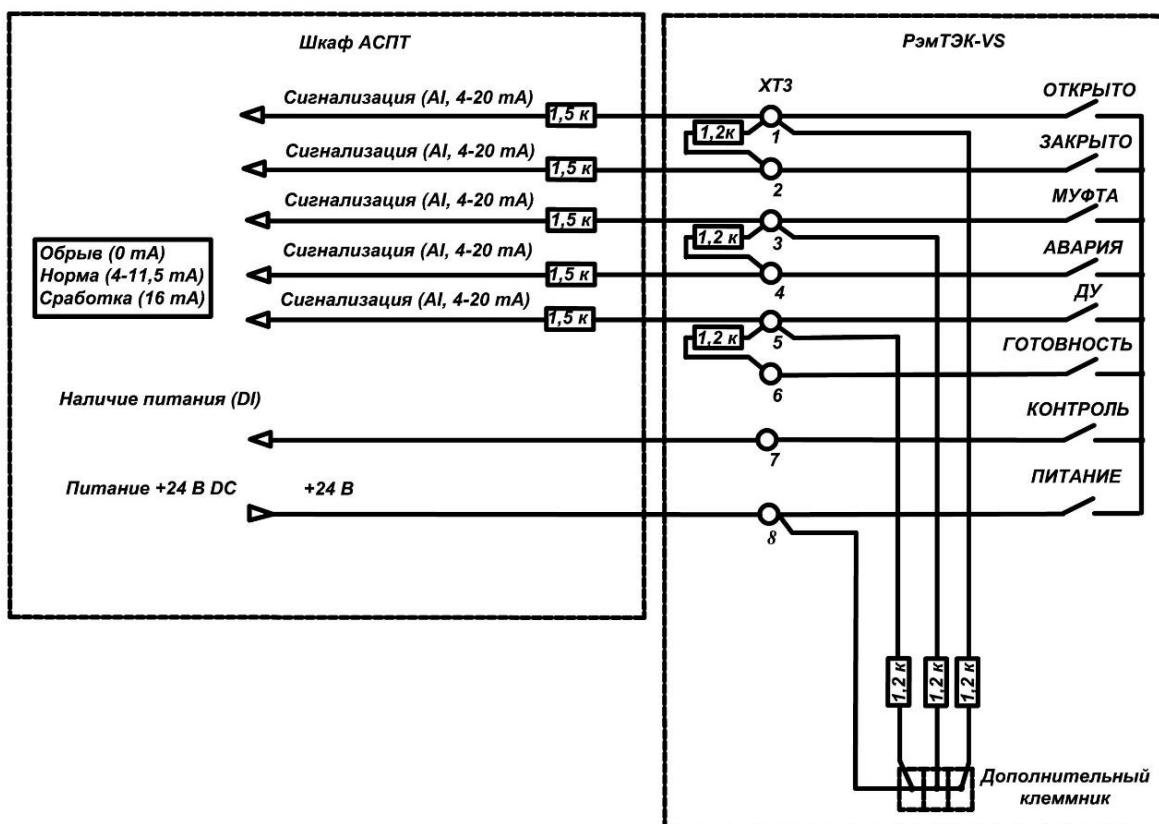 Шкаф АСПТ
РэмТЭК-VS
Сигнализация (AI, 4-20 mA)
1,5 к
ХТ3
1
ОТКРЫТО
1,2к
Сигнализация (AI, 4-20 mA)
1,5 к
2
ЗАКРЫТО
Сигнализация (AI, 4-20 mA)
1,5 к
3
МУФТА
1,2 к
Сигнализация (AI, 4-20 mA)
1,5 к
4
АВАРИЯ
Обрыв (0 mA)
Норма (4-11,5 mA)
Сработка (16 mA)
Сигнализация (AI, 4-20 mA)
1,5 к
5
ДУ
1,2 к
6
ГОТОВНОСТЬ
Наличие питания (DI)
7
КОНТРОЛЬ
Питание +24 В DC
+24 В
8
ПИТАНИЕ
1,2 к
1,2 к
1,2 к
Дополнительный
клеммник